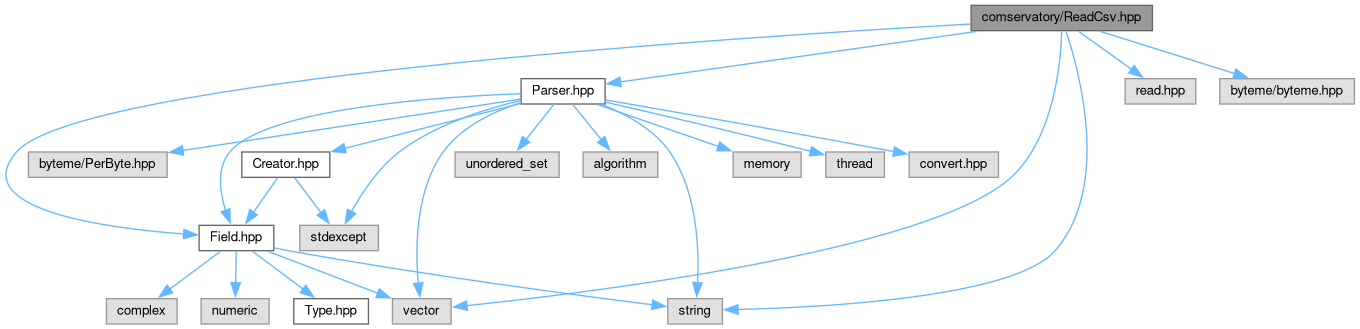 comservatory/ReadCsv.hpp
Parser.hpp
read.hpp
byteme/byteme.hpp
byteme/PerByte.hpp
Creator.hpp
unordered_set
algorithm
memory
thread
convert.hpp
Field.hpp
stdexcept
complex
numeric
Type.hpp
vector
string